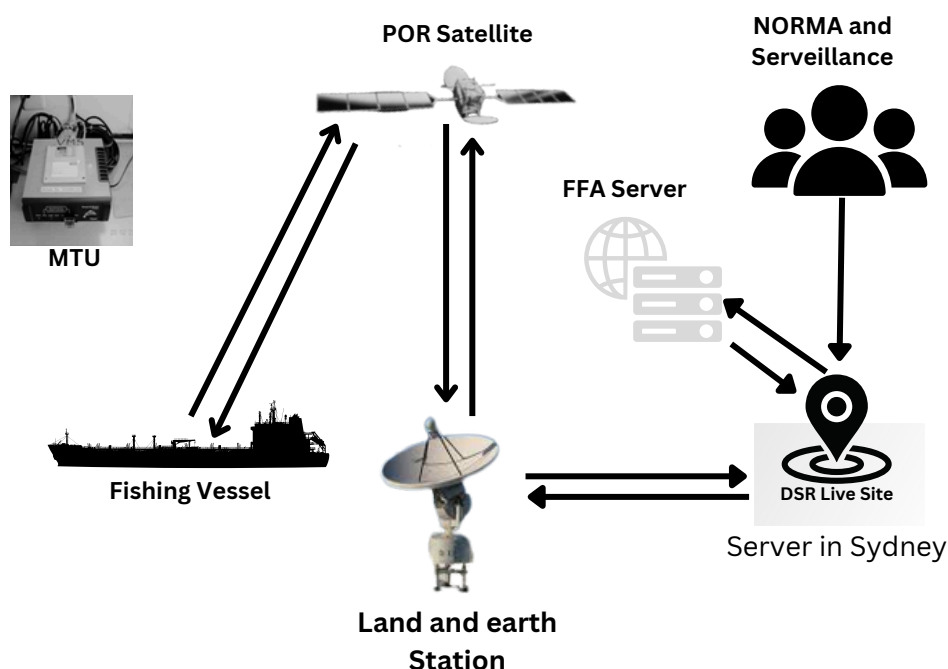 POR Satellite
NORMA and
Serveillance
VMS
MTU
FFA Server
Fishing Vessel
DSR Live Site
Server in Sydney
Land and earth
Station